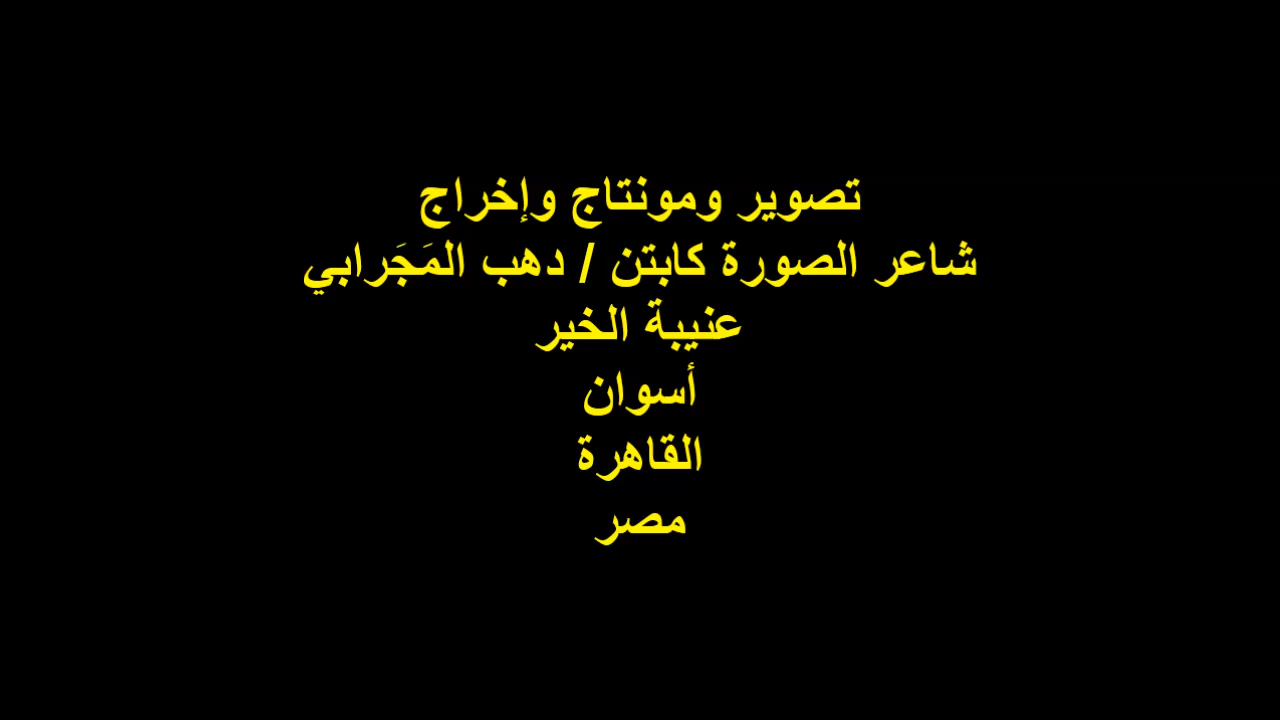 تصوير ومونتاج وإخراج
شاعر الصورة كابتن / دهب المَجَرابي
عنيبة الخير
أسوان
القاهرة
مصر